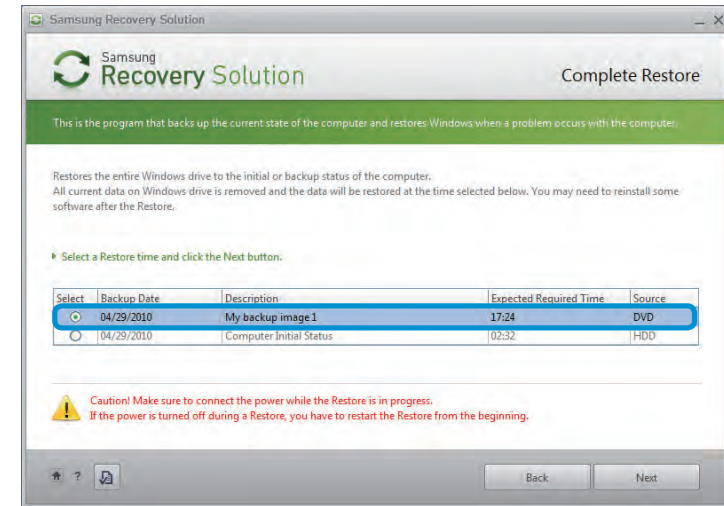 Samsung Recovery Solution
Samsung
Recovery Solution
Complete Restore
This is the program that backs up the current state of the computer and restores Windows when a problem occurs with the computer.
Restores the entire Windows drive to the initial or backup status of the computer.
All current data on Windows drive is removed and the data will be restored at the time selected below. You may need to reinstall some
software after the Restore.
Select a Restore time and click the Next button.
Select Backup Date Description Expected Required Time Source
04/29/2010 My backup image 1 17:24 DVD
04/29/2010 Computer Initial Status 02:32 HDD
Caution! Make sure to connect the power while the Restore is in progress.
If the power is turned off during a Restore, you have to restart the Restore from the beginning.
? Back Next